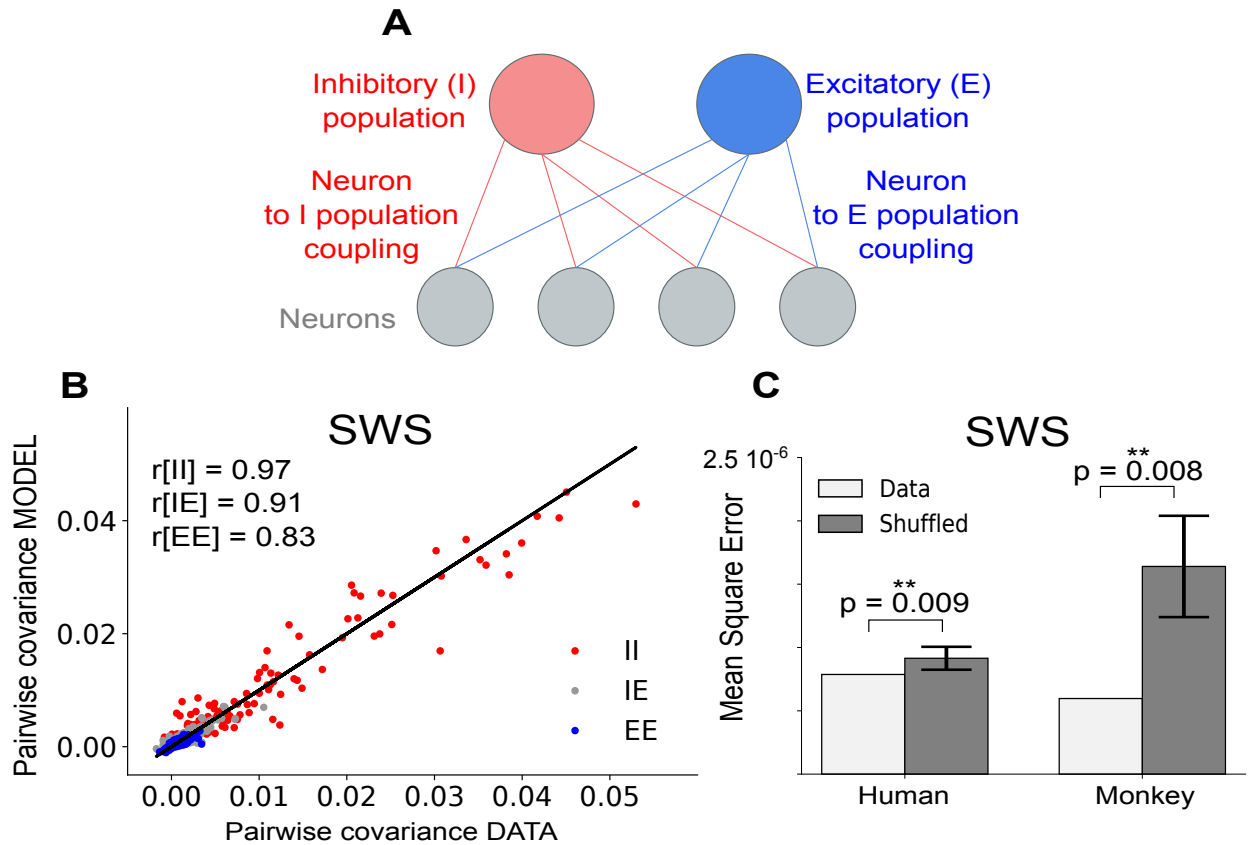 A
Inhibitory (I)
population
Excitatory (E)
population
Neuron
to I population
coupling
Neuron
to E population
coupling
Neurons
B
SWS
r[II] = 0.97
r[IE] = 0.91
r[EE] = 0.83
Pairwise covariance MODEL
0.04
0.02
0.00
II
IE
EE
0.00 0.01 0.02 0.03 0.04 0.05
Pairwise covariance DATA
C
SWS
2.5 10-6
Mean Square Error
Data
Shuffled
**
p = 0.009
**
p = 0.008
Human
Monkey